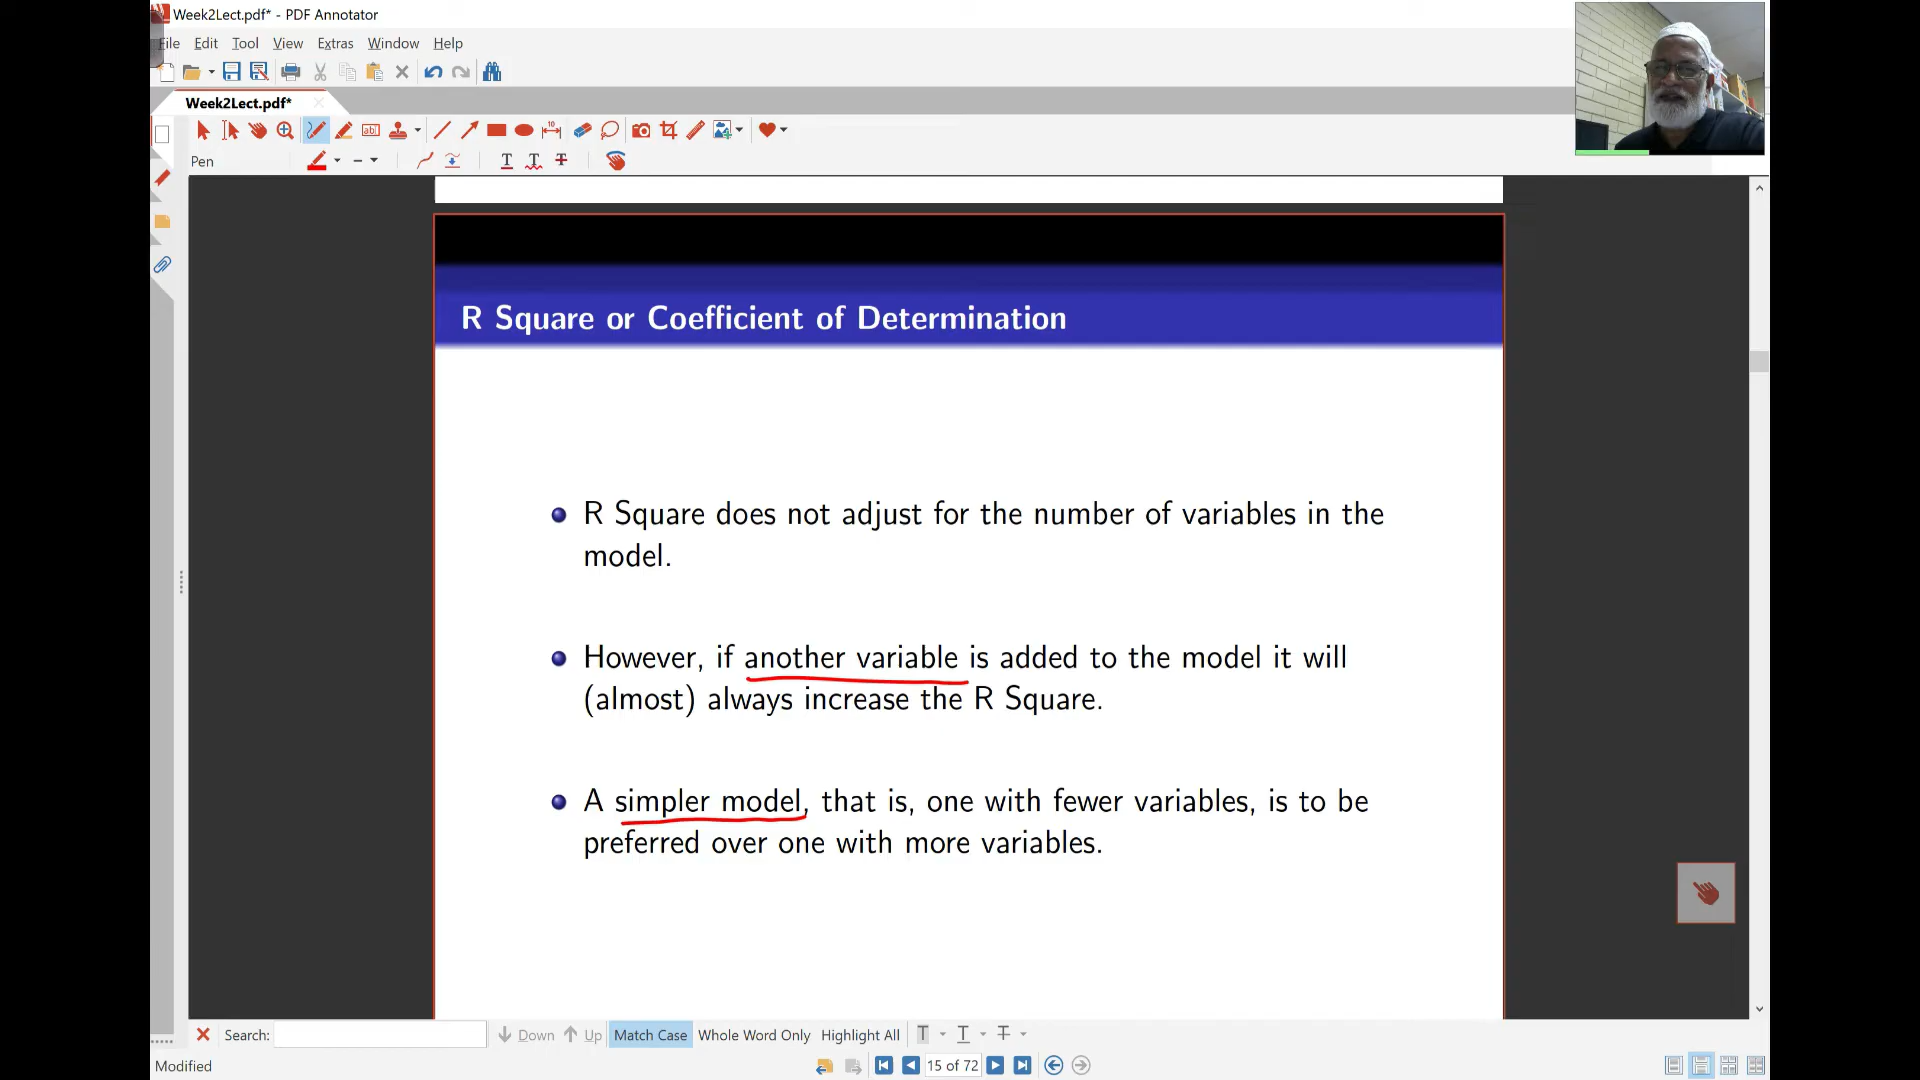 Week2Lect.pdf* - PDF Annotator
File Edit Tool View Extras Window Help
Week2Lect.pdf*
Pen
R Square or Coefficient of Determination
R Square does not adjust for the number of variables in the
model.
However, if another variable is added to the model it will
(almost) always increase the R Square.
A simpler model, that is, one with fewer variables, is to be
preferred over one with more variables.
Search: Down Up Match Case Whole Word Only Highlight All
Modified 15 of 72